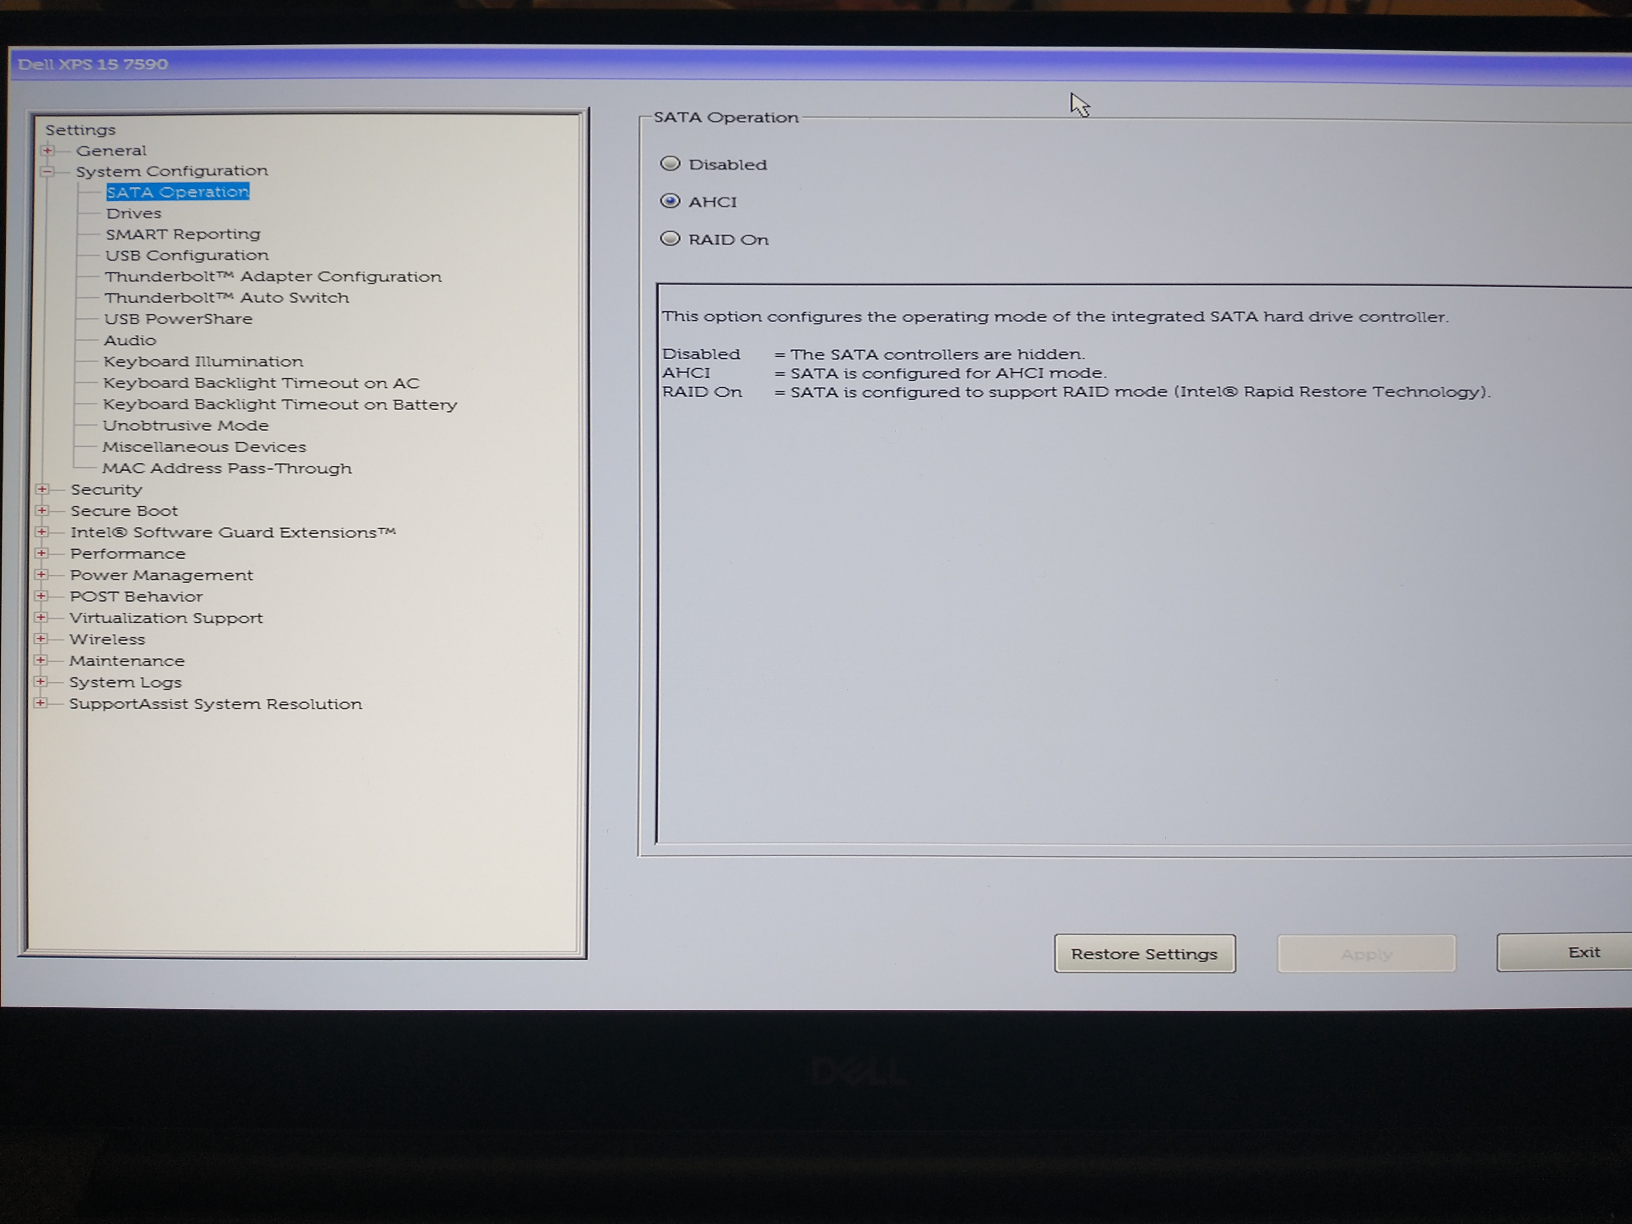 Dell XPS 15 7590
Settings
General
System Configuration
SATA Operation
Drives
SMART Reporting
USB Configuration
Thunderbolt™ Adapter Configuration
Thunderbolt™ Auto Switch
USB PowerShare
Audio
Keyboard Illumination
Keyboard Backlight Timeout on AC
Keyboard Backlight Timeout on Battery
Unobtrusive Mode
Miscellaneous Devices
MAC Address Pass-Through
Security
Secure Boot
Intel® Software Guard Extensions™
Performance
Power Management
POST Behavior
Virtualization Support
Wireless
Maintenance
System Logs
SupportAssist System Resolution
SATA Operation
Disabled
AHCI
RAID On
This option configures the operating mode of the integrated SATA hard drive controller.
Disabled = The SATA controllers are hidden.
AHCI = SATA is configured for AHCI mode.
RAID On = SATA is configured to support RAID mode (Intel® Rapid Restore Technology).
Restore Settings
Apply
Exit
DELL